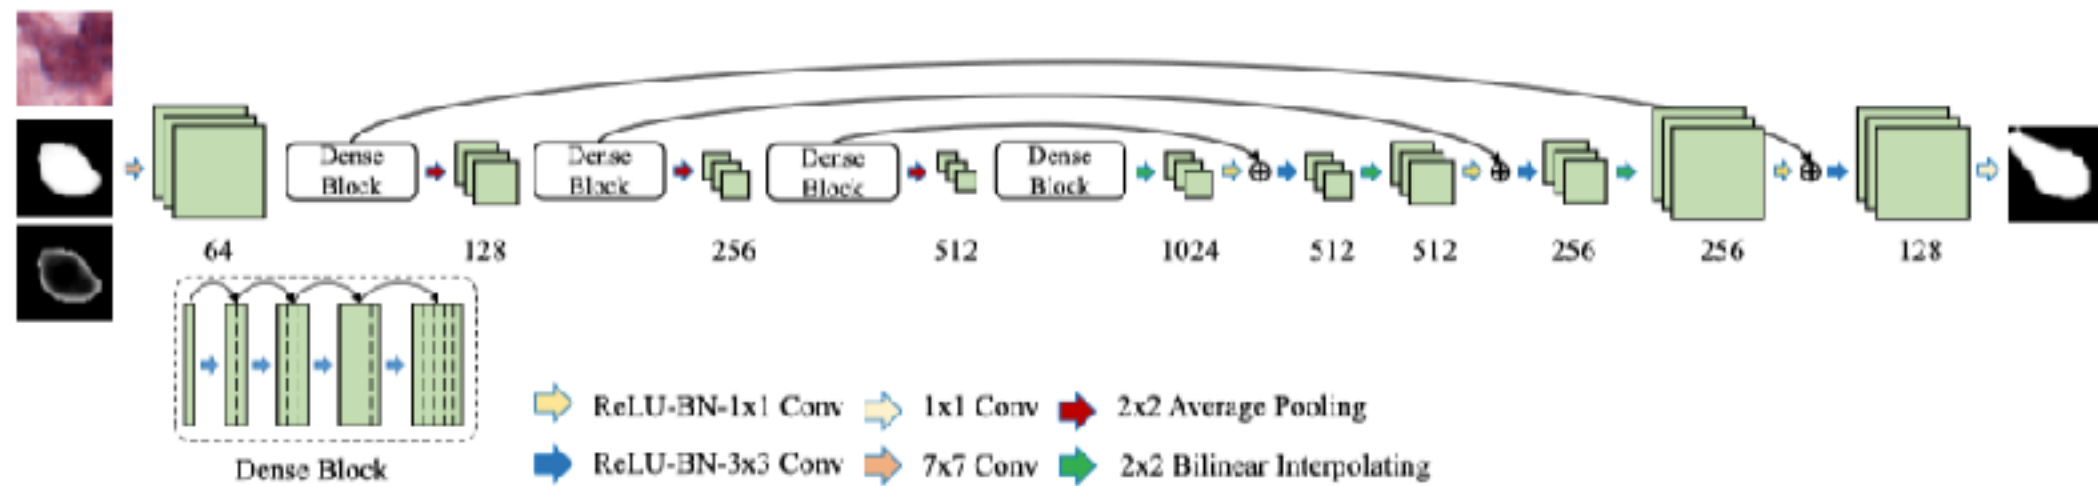 Dense
Block
Dense
Block
Dense
Block
Dense
Block
64
128
256
512
1024
512
512
256
256
128
Dense Block
ReLU-BN-1x1 Conv
1x1 Conv
2x2 Average Pooling
ReLU-BN-3x3 Conv
7x7 Conv
2x2 Bilinear Interpolating